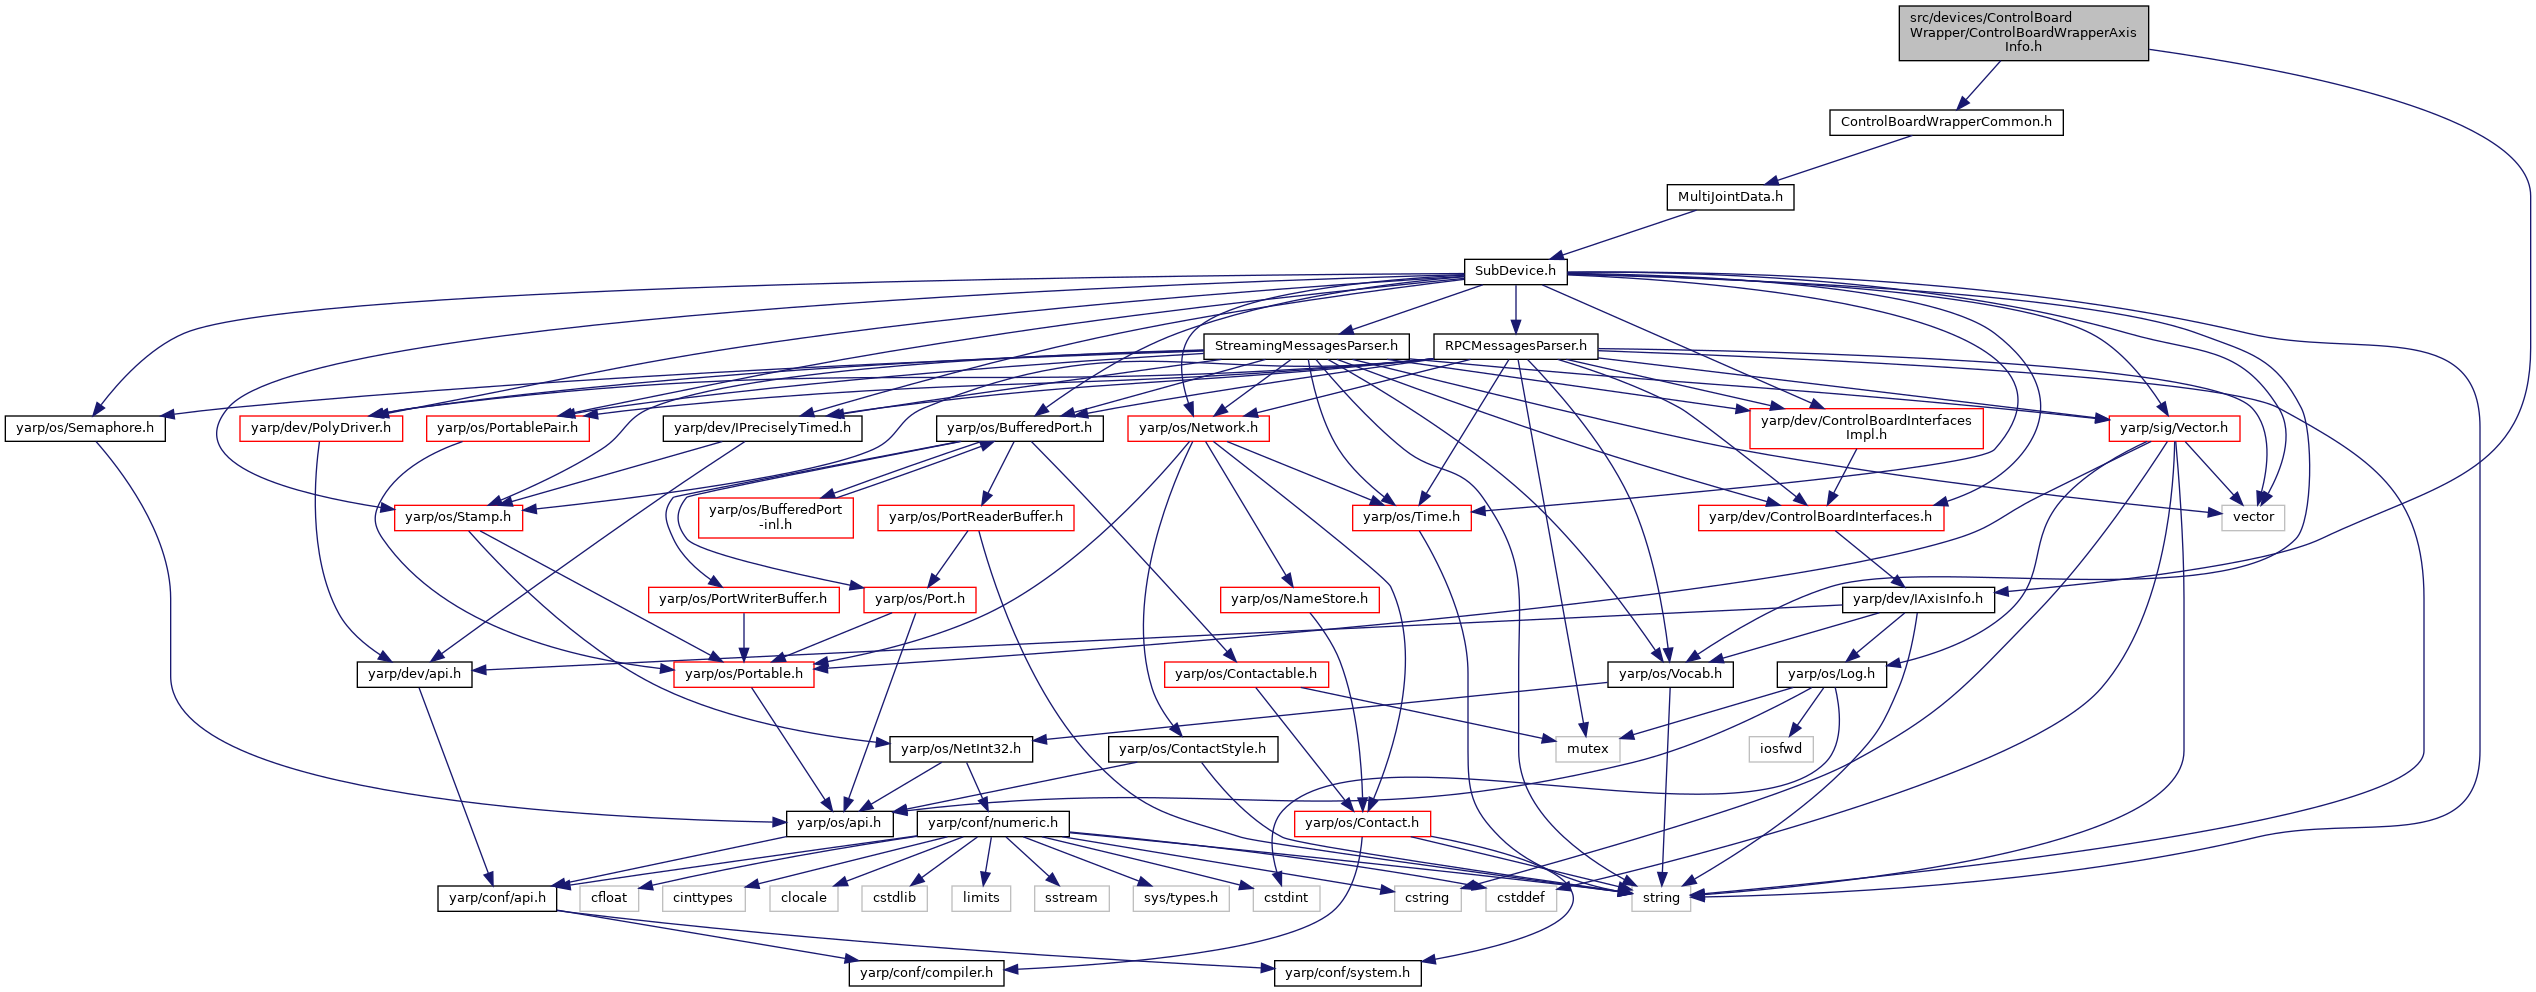 src/devices/ControlBoard
Wrapper/ControlBoardWrapperAxis
Info.h
ControlBoardWrapperCommon.h
MultiJointData.h
SubDevice.h
StreamingMessagesParser.h
RPCMessagesParser.h
yarp/os/Semaphore.h
yarp/dev/PolyDriver.h
yarp/os/PortablePair.h
yarp/dev/IPreciselyTimed.h
yarp/os/BufferedPort.h
yarp/os/Network.h
yarp/dev/ControlBoardInterfaces
Impl.h
yarp/sig/Vector.h
yarp/os/Stamp.h
yarp/os/BufferedPort
-inl.h
yarp/os/PortReaderBuffer.h
yarp/os/Time.h
yarp/dev/ControlBoardInterfaces.h
vector
yarp/os/PortWriterBuffer.h
yarp/os/Port.h
yarp/os/NameStore.h
yarp/dev/IAxisInfo.h
yarp/dev/api.h
yarp/os/Portable.h
yarp/os/Contactable.h
yarp/os/Vocab.h
yarp/os/Log.h
yarp/os/NetInt32.h
yarp/os/ContactStyle.h
mutex
iosfwd
yarp/os/api.h
yarp/conf/numeric.h
yarp/os/Contact.h
yarp/conf/api.h
cfloat
cinttypes
clocale
cstdlib
limits
sstream
sys/types.h
cstdint
cstring
cstddef
string
yarp/conf/compiler.h
yarp/conf/system.h